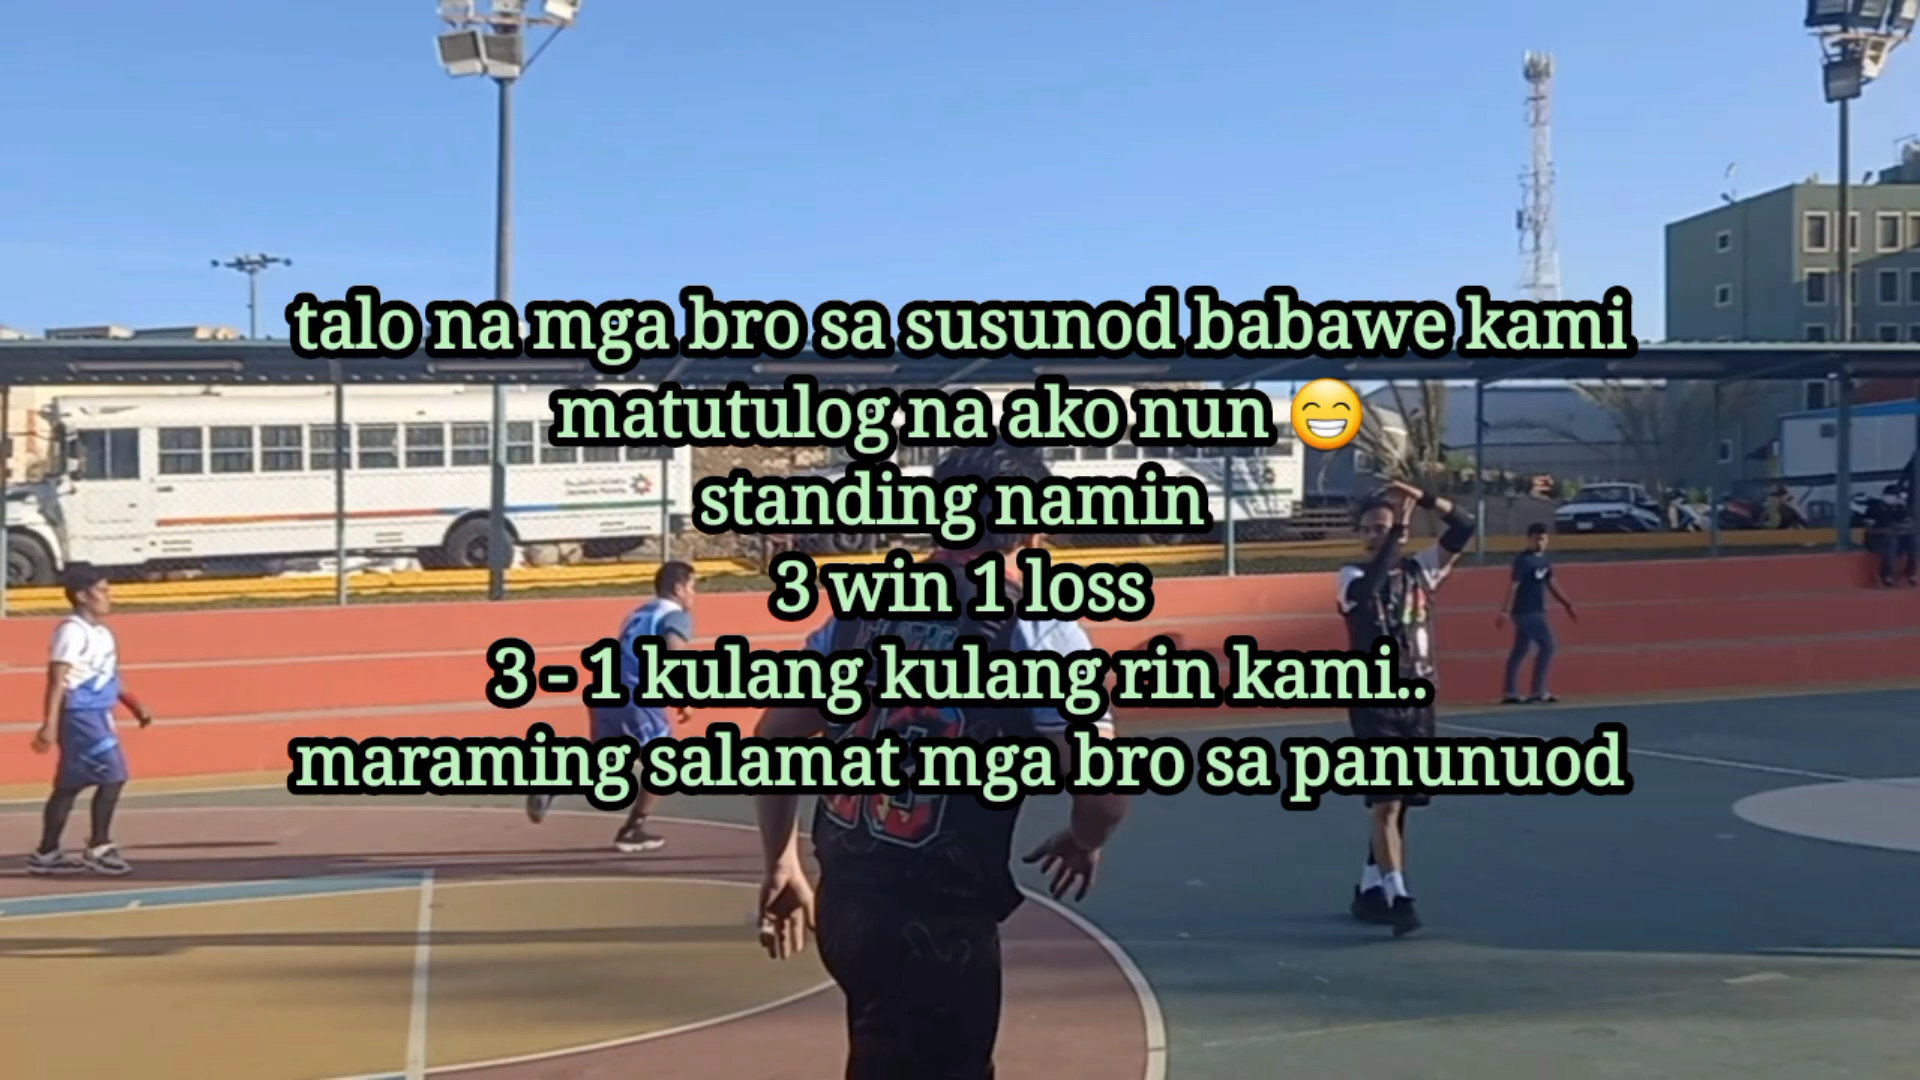 talo na mga bro sa susunod babawe kami
matutulog na ako nun 😁
standing namin
3 win 1 loss
3 - 1 kulang kulang rin kami..
maraming salamat mga bro sa panunuod